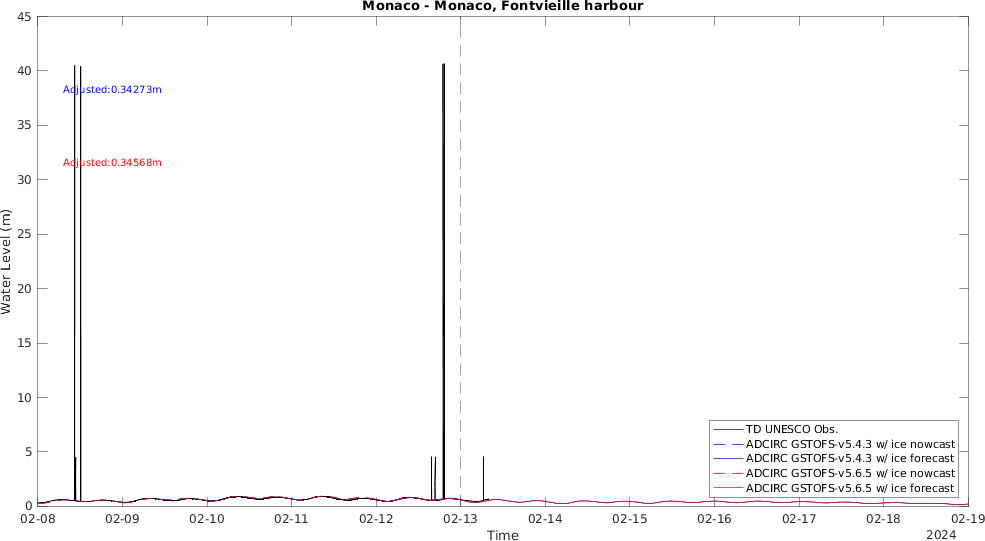 Monaco - Monaco, Fontvieille harbour
45
40
35
30
25
20
15
10
5
0
Water Level (m)
Adjusted:0.34273m
Adjusted:0.34568m
TD UNESCO Obs.
ADCIRC GSTOFS-v5.4.3 w/ ice nowcast
ADCIRC GSTOFS-v5.4.3 w/ ice forecast
ADCIRC GSTOFS-v5.6.5 w/ ice nowcast
ADCIRC GSTOFS-v5.6.5 w/ ice forecast
02-08 02-09 02-10 02-11 02-12 02-13 02-14 02-15 02-16 02-17 02-18 02-19
Time
2024